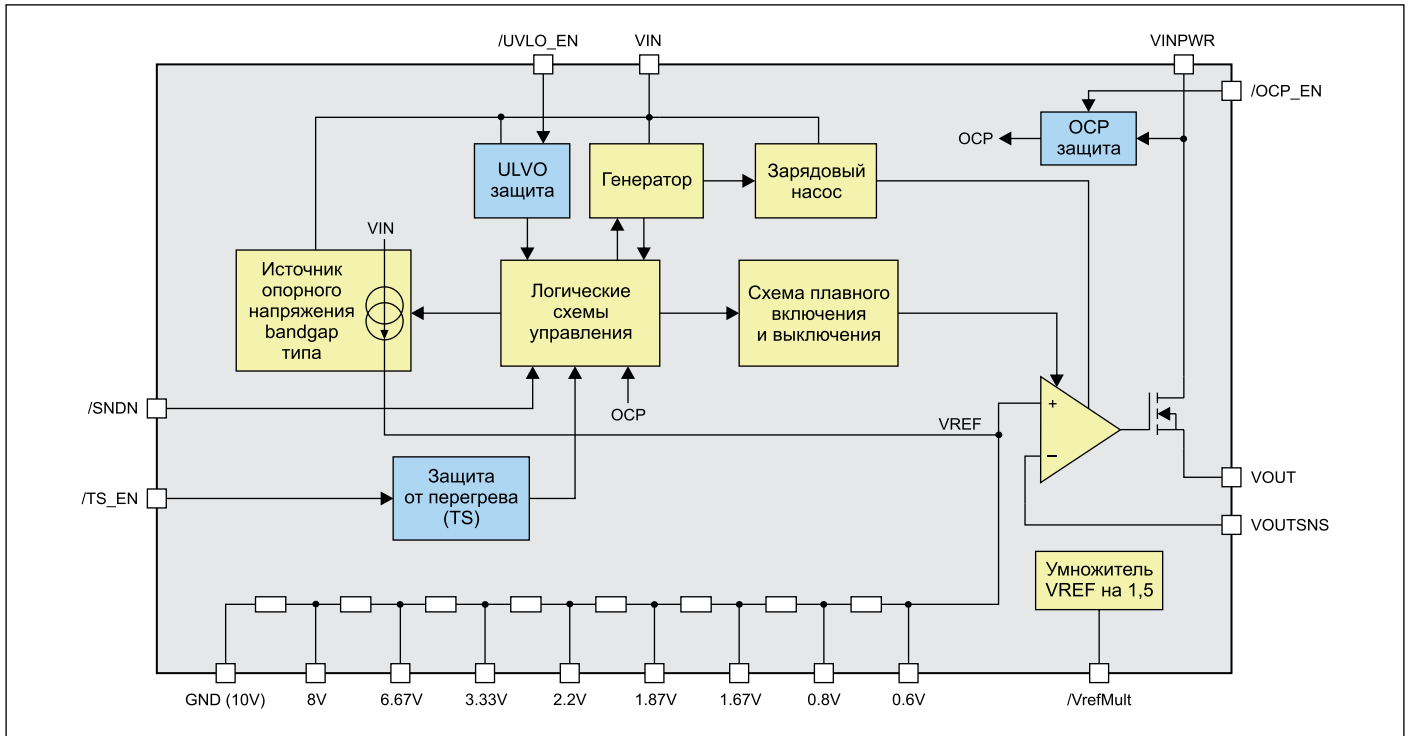 /UVLO_EN
VIN
VINPWR
/OCP_EN
OCP
OCP
защита
ULVO
защита
Генератор
Зарядовый
насос
VIN
Источник
опорного
напряжения
bandgap
типа
Логические
схемы
управления
Схема плавного
включения
и выключения
/SNDN
OCP
VREF
+
−
/TS_EN
Защита
от перегрева
(TS)
VOUT
VOUTSNS
Умножитель
VREF на 1,5
GND (10V)
8V
6.67V
3.33V
2.2V
1.87V
1.67V
0.8V
0.6V
/VrefMult